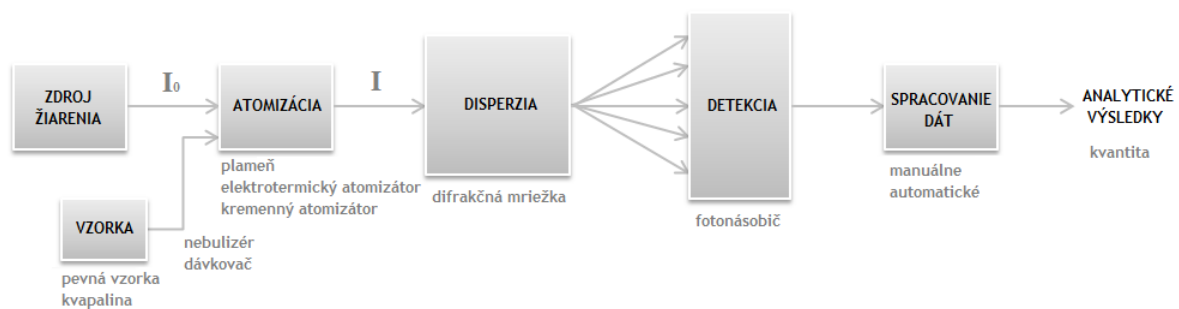 ZDROJ
ŽIARENIA
I₀
ATOMIZÁCIA
plameň
elektrotermický atomizátor
kremenný atomizátor
VZORKA
pevná vzorka
kvapalina
nebulizér
dávkovač
I
DISPERZIA
difrakčná mriežka
DETEKCIA
fotonásobič
SPRACOVANIE
DÁT
manuálne
automatické
ANALYTICKÉ
VÝSLEDKY
kvantita